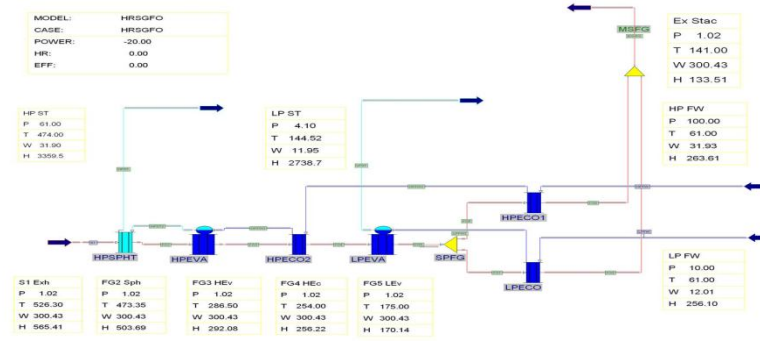 MODEL: HRSGFO
CASE: HRSGFO
POWER: -20.00
HR: 0.00
EFF: 0.00
MSFG
Ex Stac
P 1.02
T 141.00
W 300.43
H 133.51
HP ST
P 61.00
T 474.00
W 31.90
H 3359.5
LP ST
P 4.10
T 144.52
W 11.95
H 2738.7
HP FW
P 100.00
T 61.00
W 31.93
H 263.61
HPECO1
HPSPHT
HPEVA
HPECO2
LPEVA
SPFG
LPECO
LP FW
P 10.00
T 61.00
W 12.01
H 256.10
S1 Exh
P 1.02
T 526.30
W 300.43
H 565.41
FG2 Sph
P 1.02
T 473.35
W 300.43
H 503.69
FG3 HEv
P 1.02
T 286.50
W 300.43
H 292.08
FG4 HEc
P 1.02
T 254.00
W 300.43
H 256.22
FG5 LEv
P 1.02
T 175.00
W 300.43
H 170.14